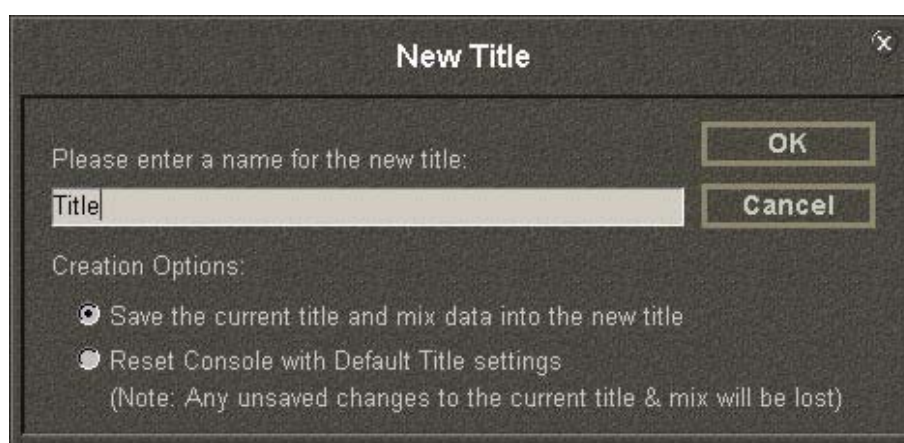 New Title
Please enter a name for the new title:
OK
Title
Cancel
Creation Options:
Save the current title and mix data into the new title
Reset Console with Default Title settings
(Note: Any unsaved changes to the current title & mix will be lost)